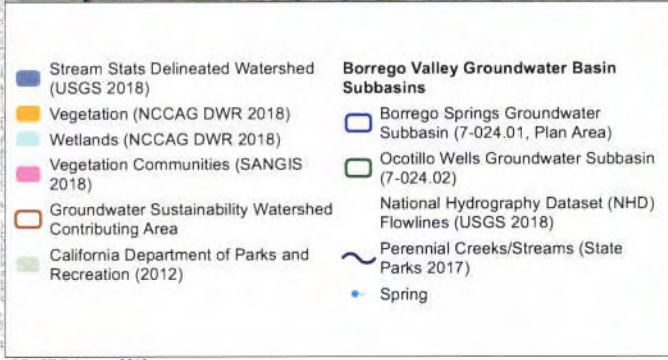 Stream Stats Delineated Watershed
(USGS 2018)
Vegetation (NCCAG DWR 2018)
Wetlands (NCCAG DWR 2018)
Vegetation Communities (SANGIS
2018)
Groundwater Sustainability Watershed
Contributing Area
California Department of Parks and
Recreation (2012)
Borrego Valley Groundwater Basin
Subbasins
Borrego Springs Groundwater
Subbasin (7-024.01, Plan Area)
Ocotillo Wells Groundwater Subbasin
(7-024.02)
National Hydrography Dataset (NHD)
Flowlines (USGS 2018)
Perennial Creeks/Streams (State
Parks 2017)
Spring